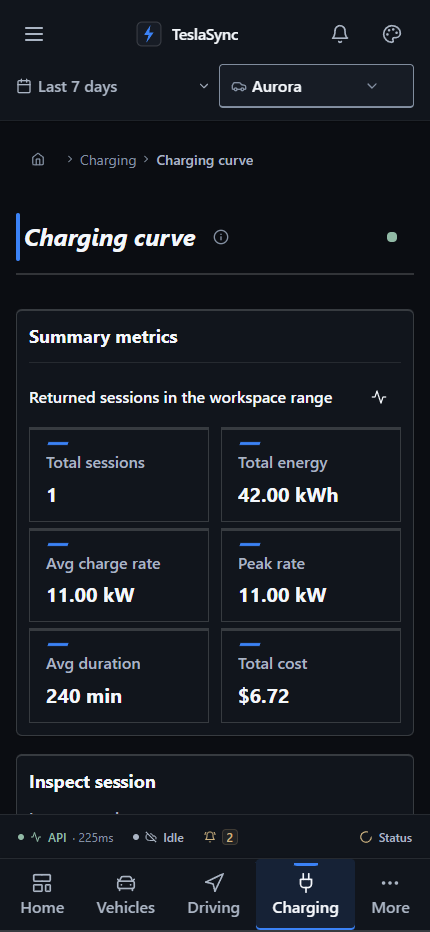 TeslaSync
Last 7 days
Aurora
Charging
Charging curve
Charging curve
Summary metrics
Returned sessions in the workspace range
Total sessions
1
Total energy
42.00 kWh
Avg charge rate
11.00 kW
Peak rate
11.00 kW
Avg duration
240 min
Total cost
$6.72
Inspect session
API · 225ms
Idle
2
Status
Home
Vehicles
Driving
Charging
More